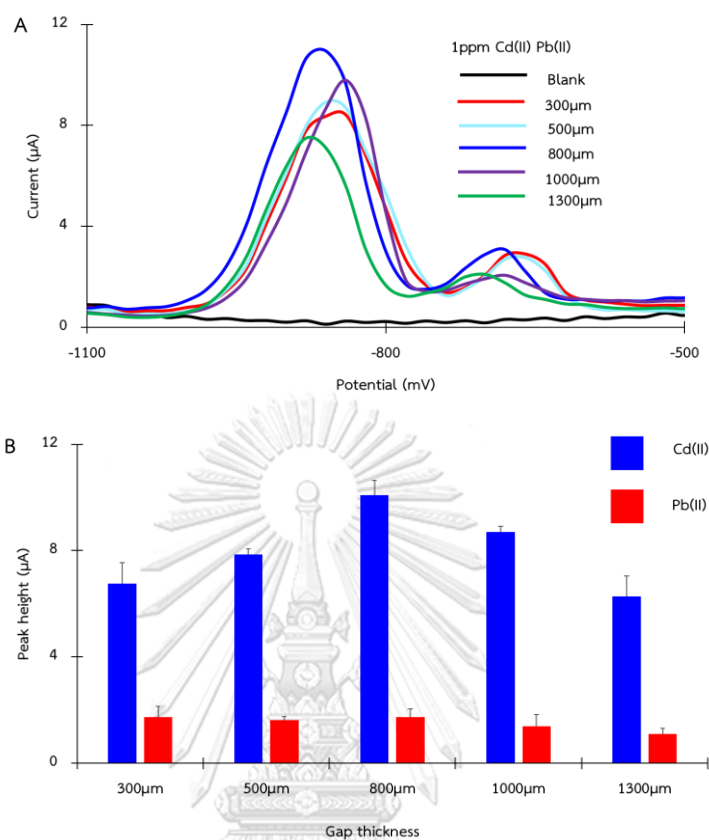 A
12
8
4
0
Current (µA)
1ppm Cd(II) Pb(II)
Blank
300µm
500µm
800µm
1000µm
1300µm
-1100
-800
-500
Potential (mV)
B
12
8
4
0
Peak height (µA)
Cd(II)
Pb(II)
300µm
500µm
800µm
1000µm
1300µm
Gap thickness